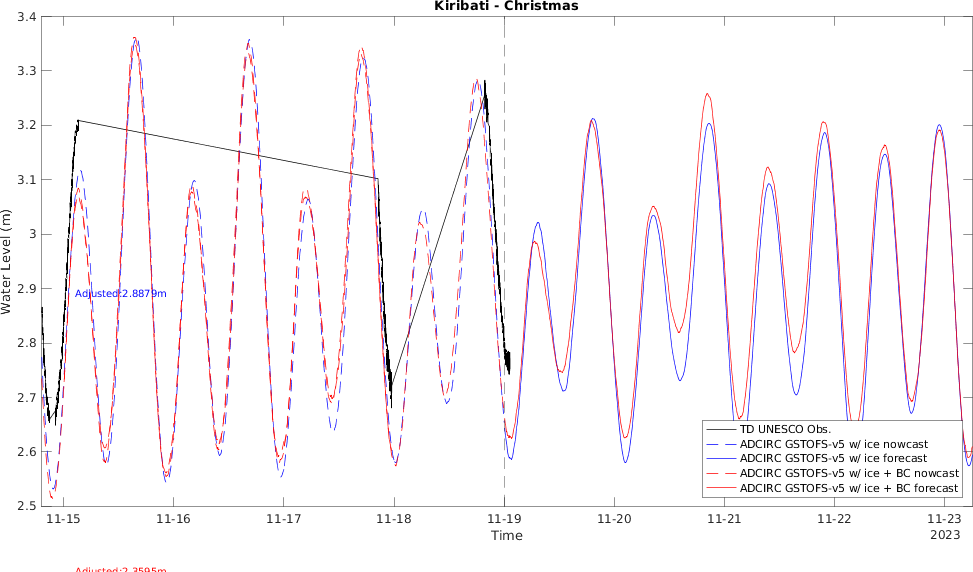 Kiribati - Christmas
3.4
3.3
3.2
3.1
3
2.9
2.8
2.7
2.6
2.5
Water Level (m)
Adjusted:2.8879m
TD UNESCO Obs.
ADCIRC GSTOFS-v5 w/ ice nowcast
ADCIRC GSTOFS-v5 w/ ice forecast
ADCIRC GSTOFS-v5 w/ ice + BC nowcast
ADCIRC GSTOFS-v5 w/ ice + BC forecast
11-15 11-16 11-17 11-18 11-19 11-20 11-21 11-22 11-23
Time
2023
Adjusted:2.3595m